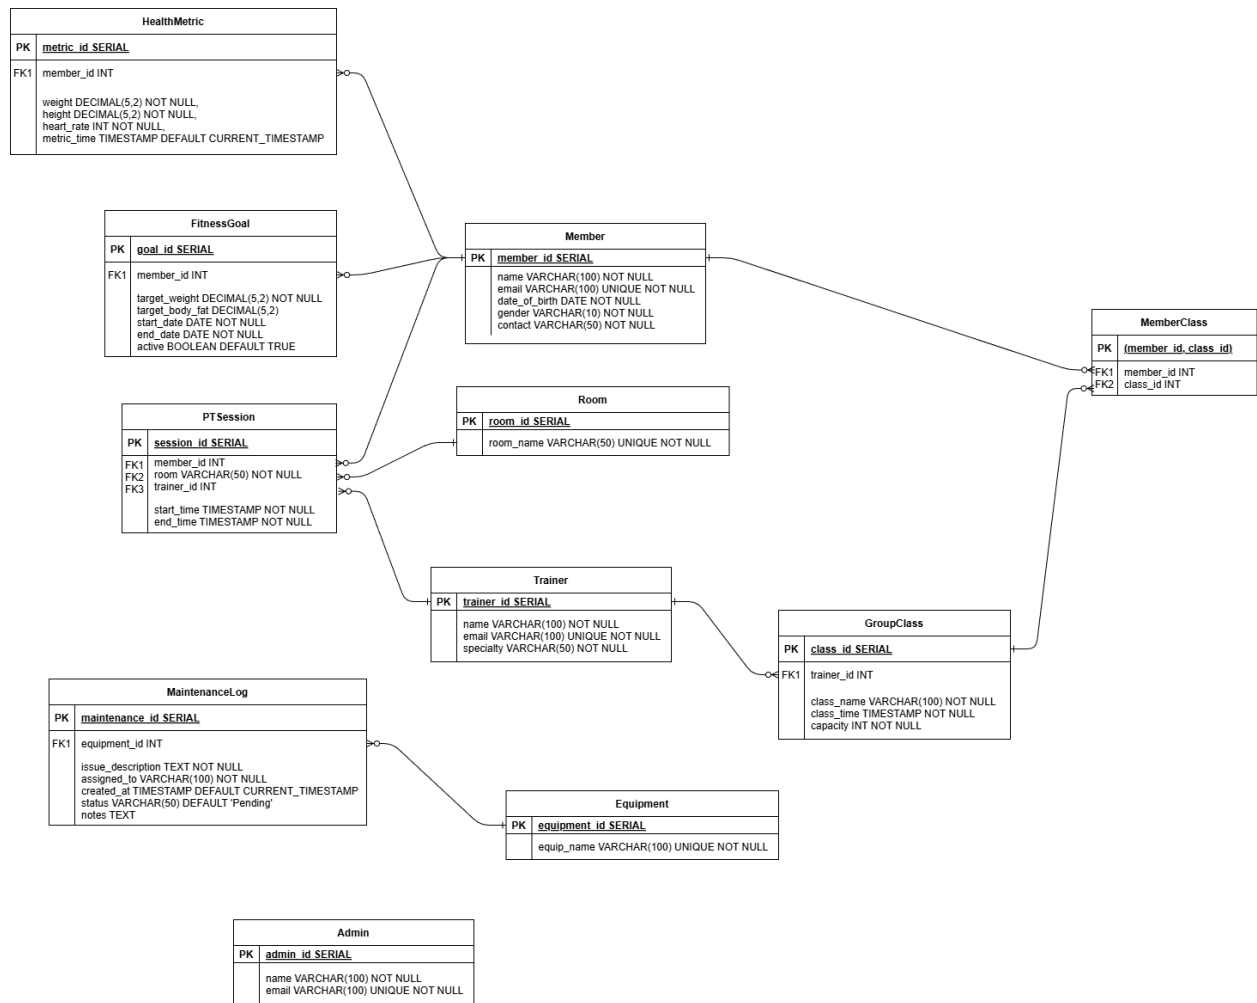 HealthMetric
PK metric_id SERIAL
FK1 member_id INT
weight DECIMAL(5,2) NOT NULL,
height DECIMAL(5,2) NOT NULL,
heart_rate INT NOT NULL,
metric_time TIMESTAMP DEFAULT CURRENT_TIMESTAMP
FitnessGoal
PK goal_id SERIAL
FK1 member_id INT
target_weight DECIMAL(5,2) NOT NULL
target_body_fat DECIMAL(5,2)
start_date DATE NOT NULL
end_date DATE NOT NULL
active BOOLEAN DEFAULT TRUE
Member
PK member_id SERIAL
name VARCHAR(100) NOT NULL
email VARCHAR(100) UNIQUE NOT NULL
date_of_birth DATE NOT NULL
gender VARCHAR(10) NOT NULL
contact VARCHAR(50) NOT NULL
MemberClass
PK (member_id, class_id)
FK1 member_id INT
FK2 class_id INT
PTSession
PK session_id SERIAL
FK1 member_id INT
FK2 room VARCHAR(50) NOT NULL
FK3 trainer_id INT
start_time TIMESTAMP NOT NULL
end_time TIMESTAMP NOT NULL
Room
PK room_id SERIAL
room_name VARCHAR(50) UNIQUE NOT NULL
Trainer
PK trainer_id SERIAL
name VARCHAR(100) NOT NULL
email VARCHAR(100) UNIQUE NOT NULL
specialty VARCHAR(50) NOT NULL
GroupClass
PK class_id SERIAL
FK1 trainer_id INT
class_name VARCHAR(100) NOT NULL
class_time TIMESTAMP NOT NULL
capacity INT NOT NULL
MaintenanceLog
PK maintenance_id SERIAL
FK1 equipment_id INT
issue_description TEXT NOT NULL
assigned_to VARCHAR(100) NOT NULL
created_at TIMESTAMP DEFAULT CURRENT_TIMESTAMP
status VARCHAR(50) DEFAULT 'Pending'
notes TEXT
Equipment
PK equipment_id SERIAL
equip_name VARCHAR(100) UNIQUE NOT NULL
Admin
PK admin_id SERIAL
name VARCHAR(100) NOT NULL
email VARCHAR(100) UNIQUE NOT NULL